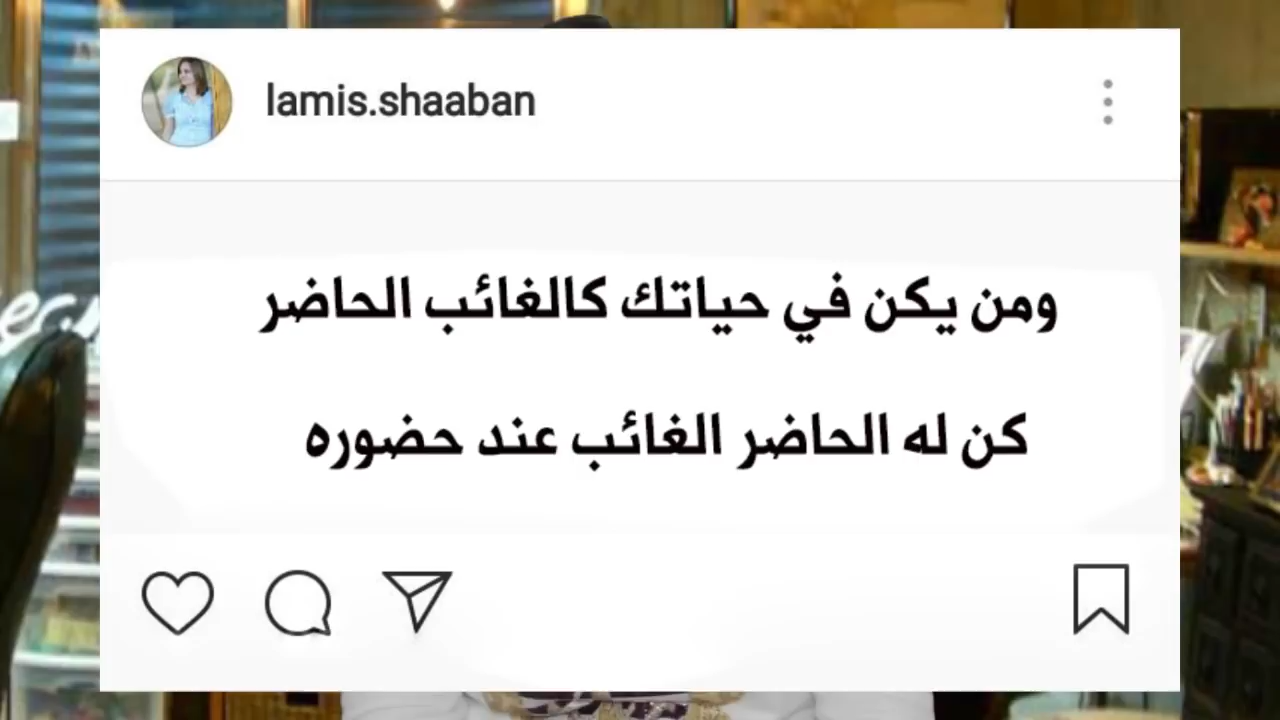 lamis.shaaban
ومن يكن في حياتك كالغائب الحاضر
كن له الحاضر الغائب عند حضوره